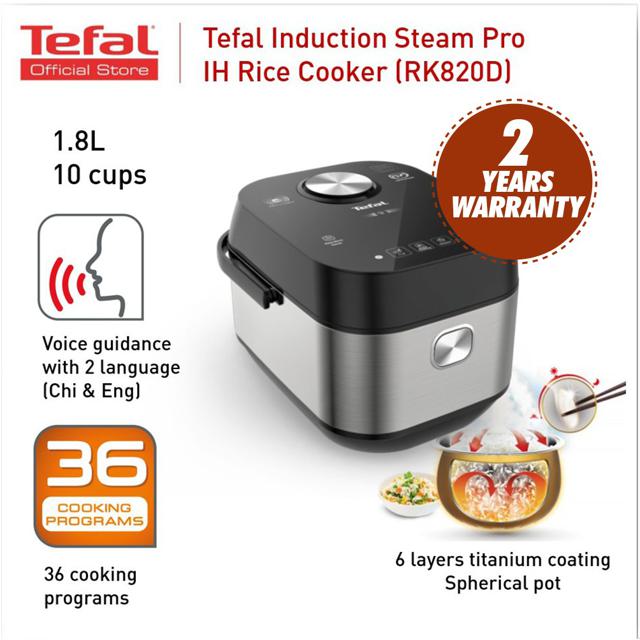 Tefal
Official Store
Tefal Induction Steam Pro
IH Rice Cooker (RK820D)
1.8L
10 cups
2
YEARS
WARRANTY
Tefal
Voice guidance
with 2 language
(Chi & Eng)
36
COOKING
PROGRAMS
36 cooking
programs
6 layers titanium coating
Spherical pot